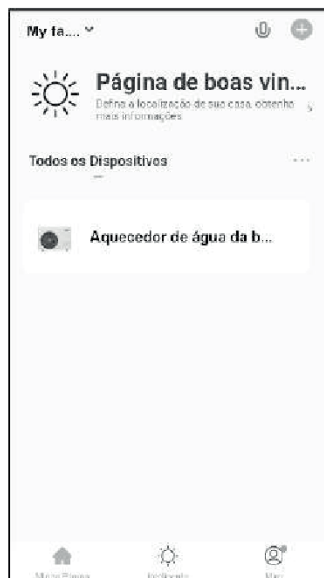 My fa....
Página de boas vin...
Defina a localização de sua casa, obtenha
mais informações
Todos os Dispositivos
Aquecedor de água da b...